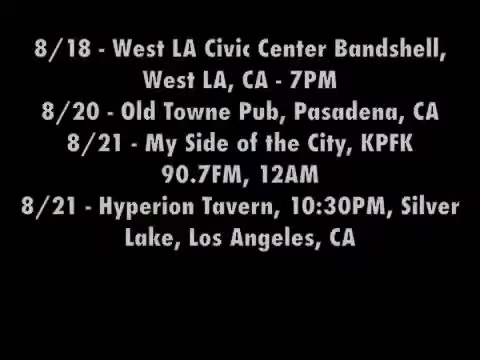 8/18 - West LA Civic Center Bandshell,
West LA, CA - 7PM
8/20 - Old Towne Pub, Pasadena, CA
8/21 - My Side of the City, KPFK
90.7FM, 12AM
8/21 - Hyperion Tavern, 10:30PM, Silver
Lake, Los Angeles, CA